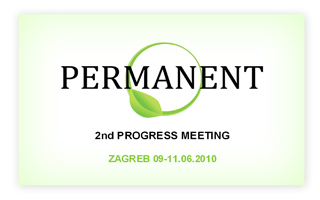 PERMANENT
2nd PROGRESS MEETING
ZAGREB 09-11.06.2010